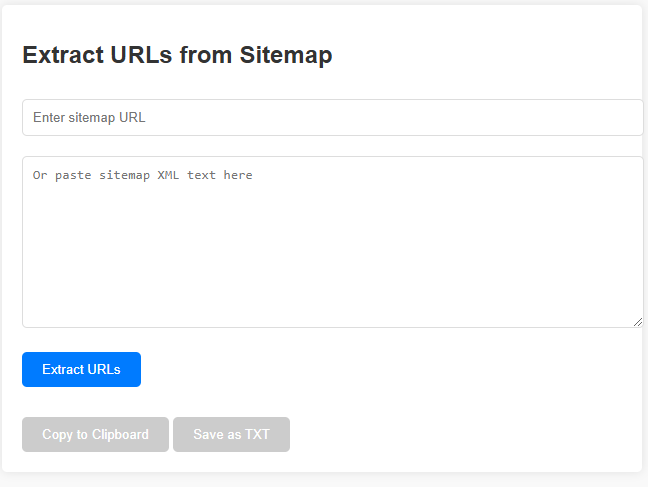 Extract URLs from Sitemap
Enter sitemap URL
Or paste sitemap XML text here
Extract URLs
Copy to Clipboard Save as TXT